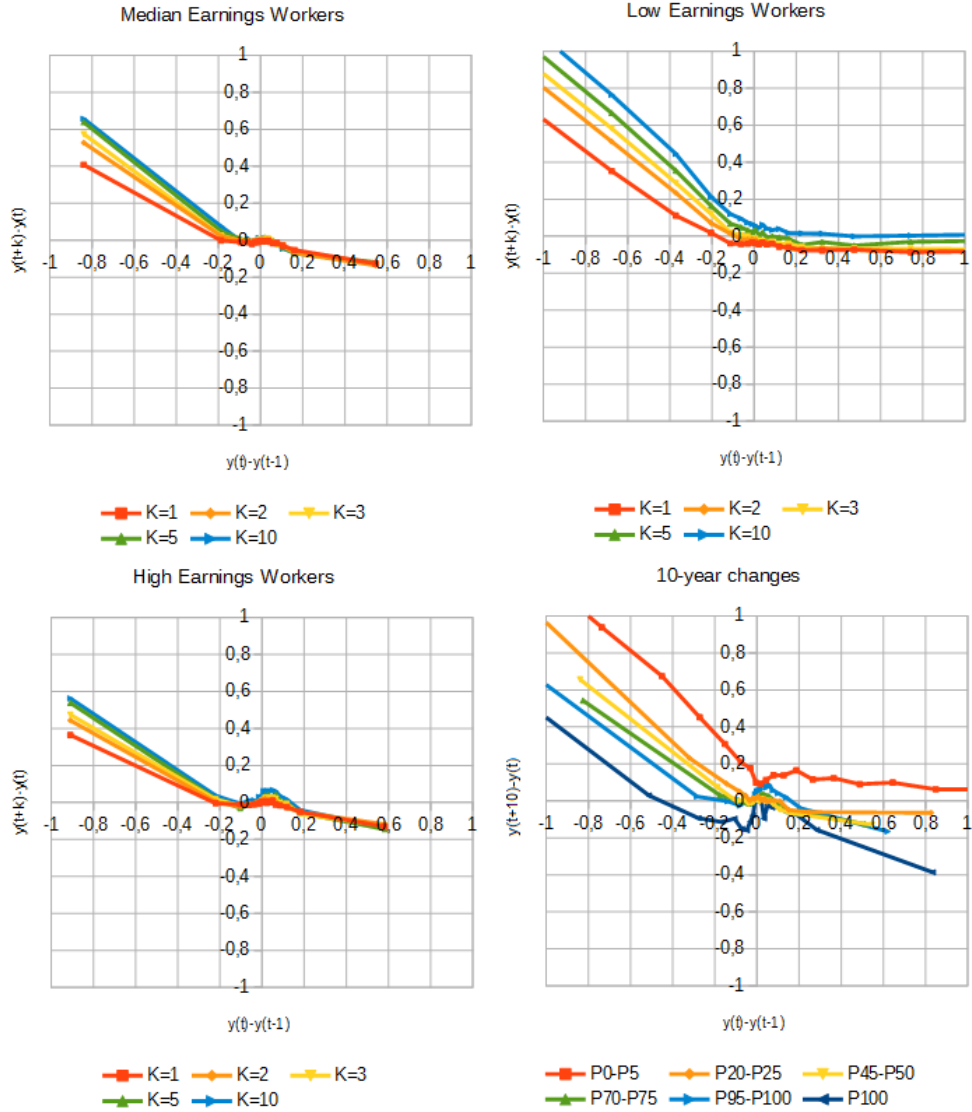 Median Earnings Workers
1
0,8
0,6
0,4
0,2
0
-0,2
-0,4
-0,6
-0,8
-1
-1 -0,8 -0,6 -0,4 -0,2 0 0,2 0,4 0,6 0,8 1
y(t+k)-y(t)
y(t)-y(t-1)
K=1 K=2 K=3
K=5 K=10
Low Earnings Workers
1
0,8
0,6
0,4
0,2
0
-0,2
-0,4
-0,6
-0,8
-1
-1 -0,8 -0,6 -0,4 -0,2 0 0,2 0,4 0,6 0,8 1
y(t+k)-y(t)
y(t)-y(t-1)
K=1 K=2 K=3
K=5 K=10
High Earnings Workers
1
0,8
0,6
0,4
0,2
0
-0,2
-0,4
-0,6
-0,8
-1
-1 -0,8 -0,6 -0,4 -0,2 0 0,2 0,4 0,6 0,8 1
y(t+k)-y(t)
y(t)-y(t-1)
K=1 K=2 K=3
K=5 K=10
10-year changes
1
0,8
0,6
0,4
0,2
0
-0,2
-0,4
-0,6
-0,8
-1
-1 -0,8 -0,6 -0,4 -0,2 0 0,2 0,4 0,6 0,8 1
y(t+10)-y(t)
y(t)-y(t-1)
P0-P5 P20-P25 P45-P50
P70-P75 P95-P100 P100